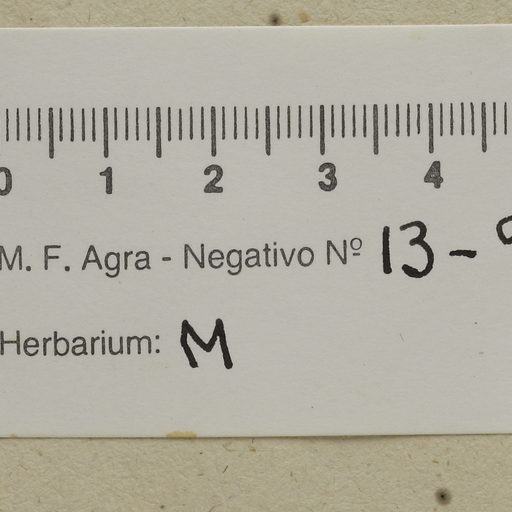 0 1 2 3 4
M. F. Agra - Negativo Nº 13 -
Herbarium: M